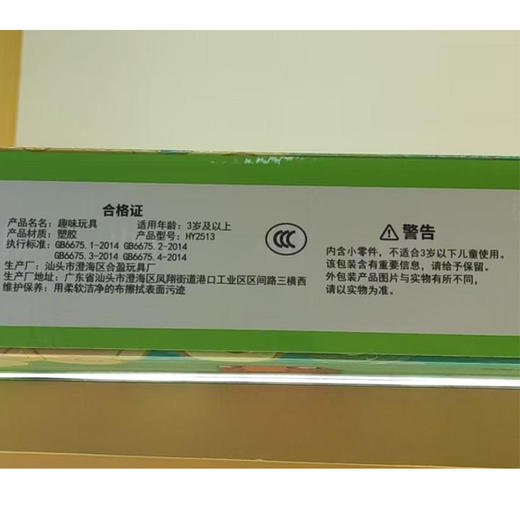 合格证
产品名名：趣味玩具 适用年龄：3岁及以上
产品材质：塑胶 产品型号：HY2513
执行标准：GB6675.1-2014 GB6675.2-2014
GB6675.3-2014 GB6675.4-2014
生产厂：汕头市澄海区合盈玩具厂
生产厂地址：广东省汕头市澄海区凤翔街道港口工业区区间路三横西
维护保养：用柔软洁净的布擦拭表面污迹
CCC
警告
内含小零件，不适合3岁以下儿童使用。
该包装含有重要信息，请给予保留。
外包装产品图片与实物有所不同，
请以实物为准。